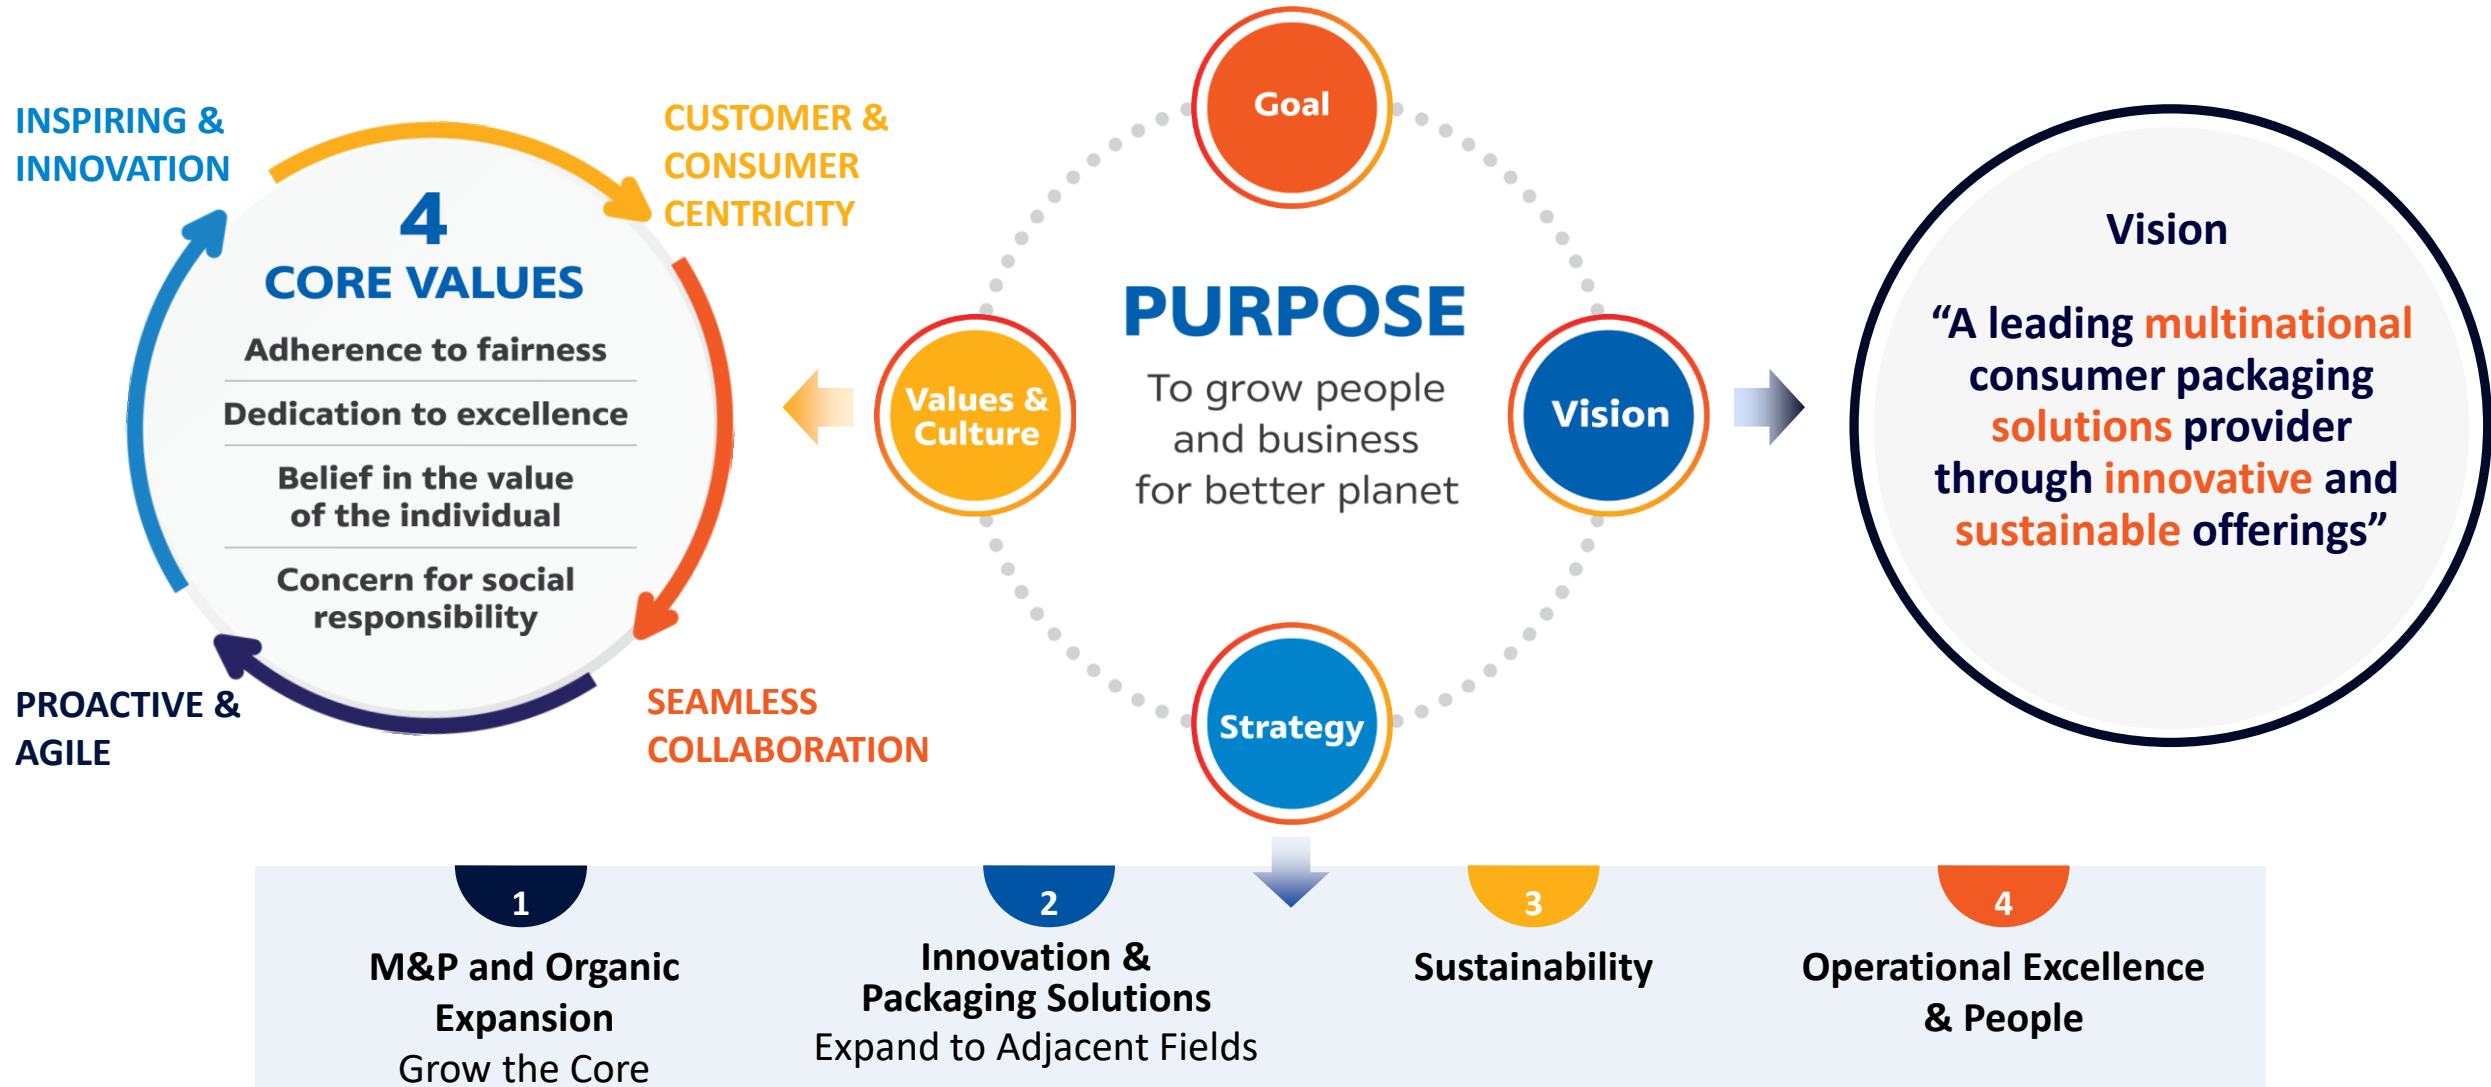 INSPIRING &
INNOVATION
CUSTOMER &
CONSUMER
CENTRICITY
4
CORE VALUES
Adherence to fairness
Dedication to excellence
Belief in the value
of the individual
Concern for social
responsibility
PROACTIVE &
AGILE
SEAMLESS
COLLABORATION
Goal
PURPOSE
To grow people
and business
for better planet
Values &
Culture
Vision
Strategy
Vision
“A leading multinational
consumer packaging
solutions provider
through innovative and
sustainable offerings”
1
M&P and Organic
Expansion
Grow the Core
2
Innovation &
Packaging Solutions
Expand to Adjacent Fields
3
Sustainability
4
Operational Excellence
& People